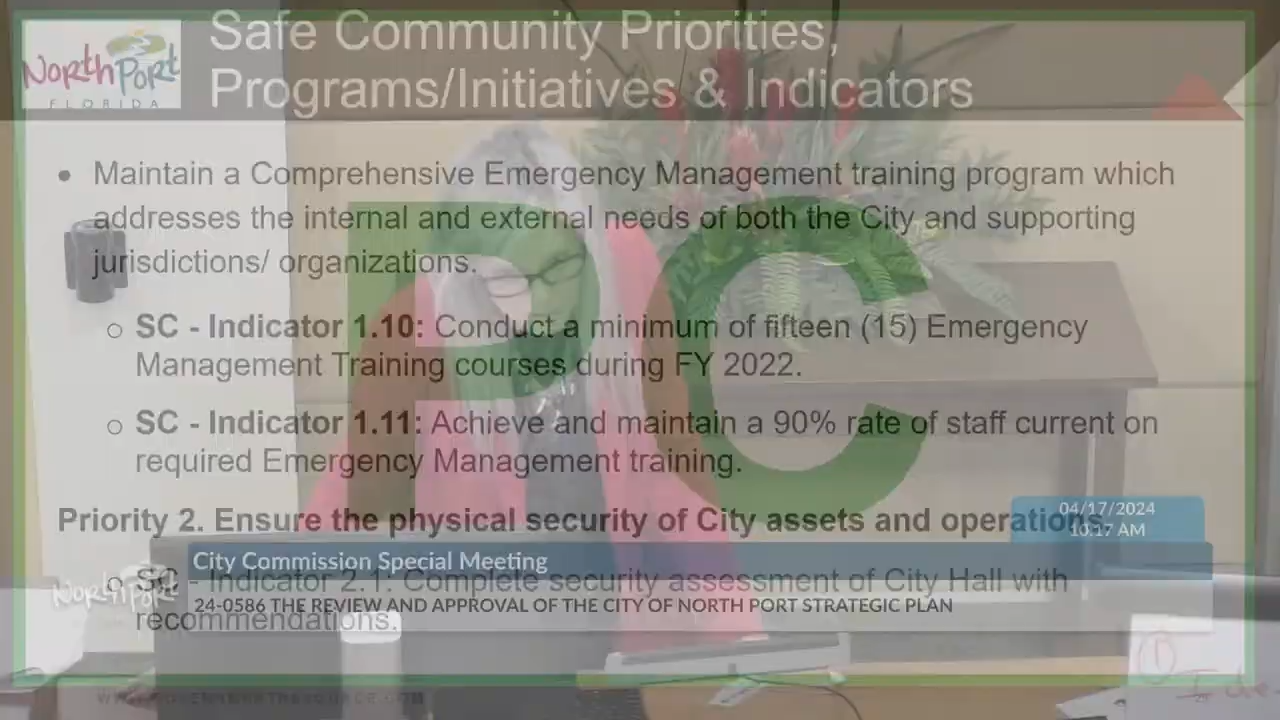 North Port
FLORIDA
Safe Community Priorities,
Programs/Initiatives & Indicators
• Maintain a Comprehensive Emergency Management training program which
addresses the internal and external needs of both the City and supporting
jurisdictions/ organizations.
o SC - Indicator 1.10: Conduct a minimum of fifteen (15) Emergency
Management Training courses during FY 2022.
o SC - Indicator 1.11: Achieve and maintain a 90% rate of staff current on
required Emergency Management training.
PC
Priority 2. Ensure the physical security of City assets and operations.
04/17/2024
10:17 AM
City Commission Special Meeting
o SC - Indicator 2.1: Complete security assessment of City Hall with
recommendations.
North Port
24-0586 THE REVIEW AND APPROVAL OF THE CITY OF NORTH PORT STRATEGIC PLAN